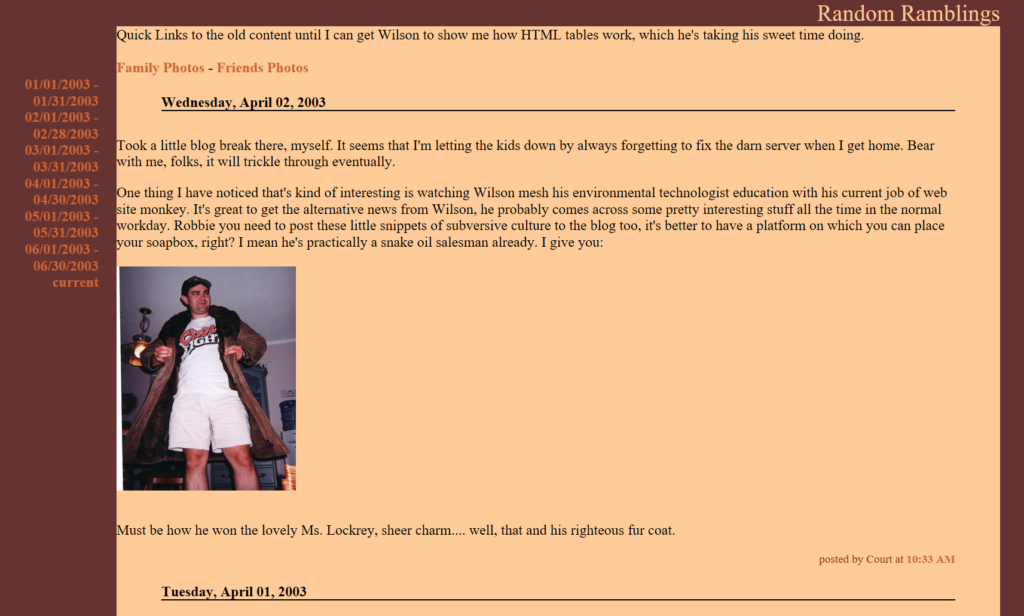 Random Ramblings
Quick Links to the old content until I can get Wilson to show me how HTML tables work, which he's taking his sweet time doing.
Family Photos - Friends Photos
01/01/2003 -
01/31/2003
02/01/2003 -
02/28/2003
03/01/2003 -
03/31/2003
04/01/2003 -
04/30/2003
05/01/2003 -
05/31/2003
06/01/2003 -
06/30/2003
current
Wednesday, April 02, 2003
Took a little blog break there, myself. It seems that I'm letting the kids down by always forgetting to fix the darn server when I get home. Bear
with me, folks, it will trickle through eventually.
One thing I have noticed that's kind of interesting is watching Wilson mesh his environmental technologist education with his current job of web
site monkey. It's great to get the alternative news from Wilson, he probably comes across some pretty interesting stuff all the time in the normal
workday. Robbie you need to post these little snippets of subversive culture to the blog too, it's better to have a platform on which you can place
your soapbox, right? I mean he's practically a snake oil salesman already. I give you:
Must be how he won the lovely Ms. Lockrey, sheer charm.... well, that and his righteous fur coat.
posted by Court at 10:33 AM
Tuesday, April 01, 2003